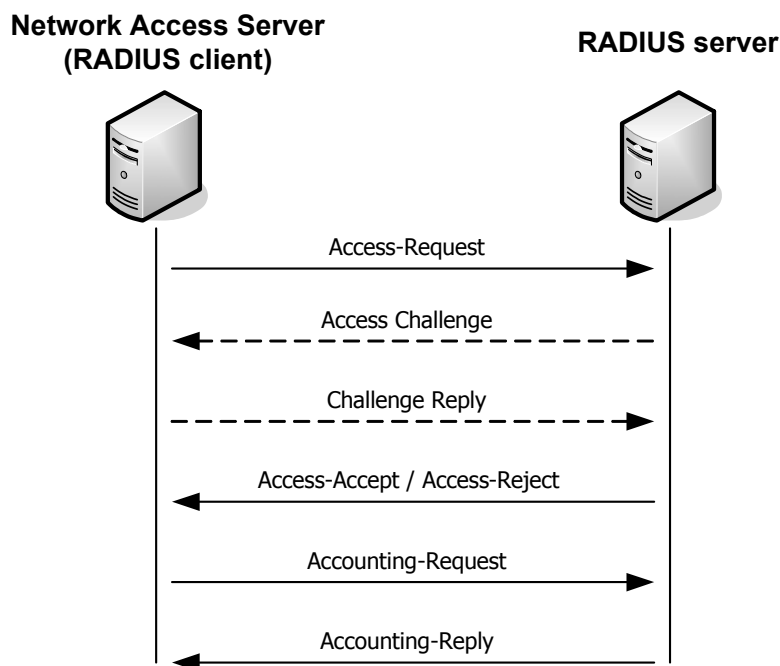 Network Access Server
(RADIUS client)
RADIUS server
Access-Request
Access Challenge
Challenge Reply
Access-Accept / Access-Reject
Accounting-Request
Accounting-Reply